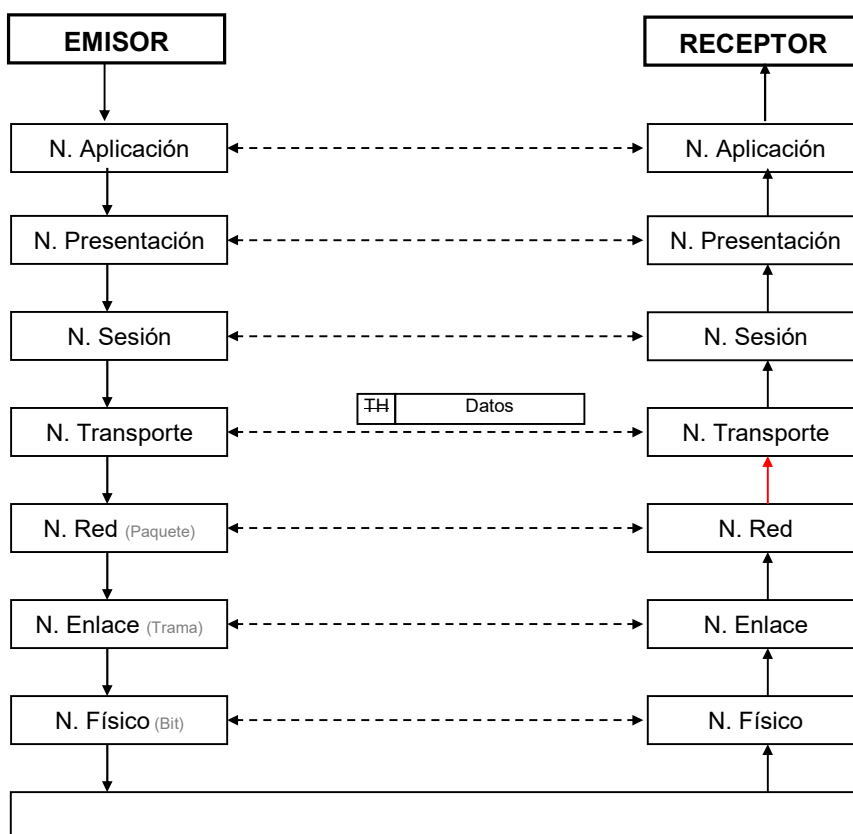 EMISOR RECEPTOR
N. Aplicación N. Aplicación
N. Presentación N. Presentación
N. Sesión N. Sesión
TH Datos
N. Transporte N. Transporte
N. Red (Paquete) N. Red
N. Enlace (Trama) N. Enlace
N. Físico (Bit) N. Físico